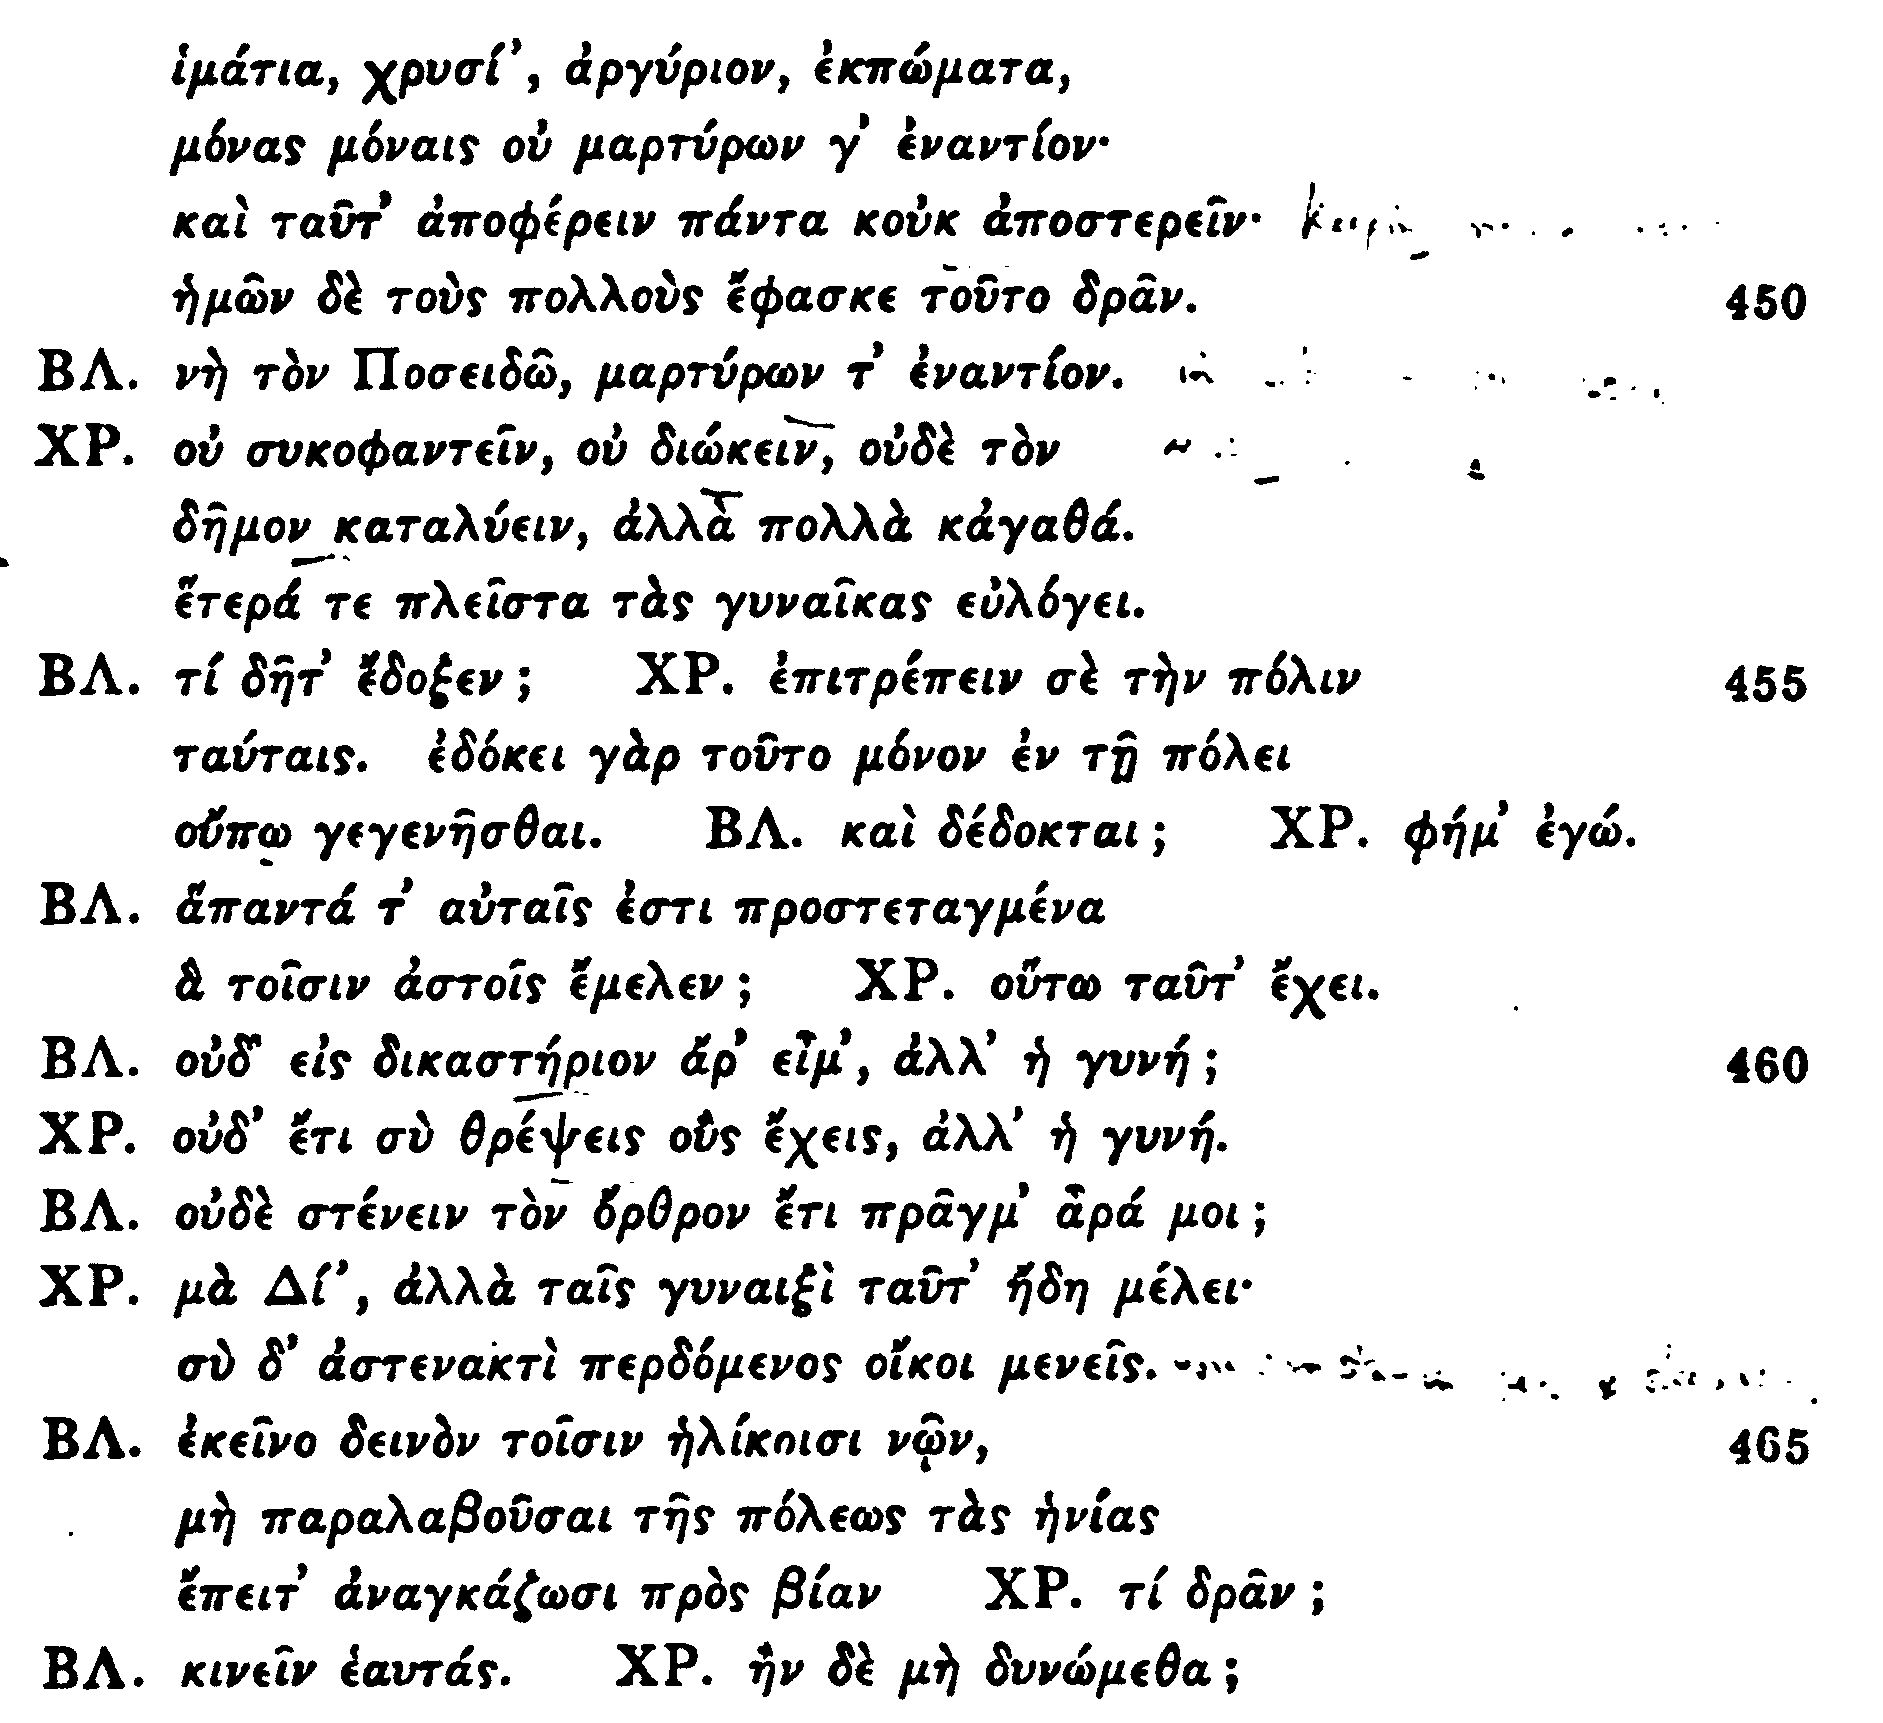 ἱμάτια, χρυσί’, ἀργύριον, ἐκπώματα,
μόνας μόναις οὐ μαρτύρων γ’ ἐναντίον·
καὶ ταῦτ’ ἀποφέρειν πάντα κοὐκ ἀποστερεῖν·
ἡμῶν δὲ τοὺς πολλοὺς ἔφασκε τοῦτο δρᾶν. 450
ΒΛ. νὴ τὸν Ποσειδῶ, μαρτύρων τ’ ἐναντίον.
ΧΡ. οὐ συκοφαντεῖν, οὐ διώκειν, οὐδὲ τὸν
δῆμον καταλύειν, ἀλλὰ πολλὰ κἀγαθά.
ἕτερά τε πλεῖστα τὰς γυναῖκας εὐλόγει.
ΒΛ. τί δῆτ’ ἔδοξεν; ΧΡ. ἐπιτρέπειν σὲ τὴν πόλιν 455
ταύταις. ἐδόκει γὰρ τοῦτο μόνον ἐν τῇ πόλει
οὔπω γεγενῆσθαι. ΒΛ. καὶ δέδοκται; ΧΡ. φήμ’ ἐγώ.
ΒΛ. ἅπαντά τ’ αὐταῖς ἐστι προστεταγμένα
ἃ τοῖσιν ἀστοῖς ἔμελεν; ΧΡ. οὕτω ταῦτ’ ἔχει.
ΒΛ. οὐδ’ εἰς δικαστήριον ἄρ’ εἶμ’, ἀλλ’ ἡ γυνή; 460
ΧΡ. οὐδ’ ἔτι σὺ θρέψεις οὓς ἔχεις, ἀλλ’ ἡ γυνή.
ΒΛ. οὐδὲ στένειν τὸν ὄρθρον ἔτι πρᾶγμ’ ἆρά μοι;
ΧΡ. μὰ Δί’, ἀλλὰ ταῖς γυναιξὶ ταῦτ’ ἤδη μέλει·
σὺ δ’ ἀστενακτὶ περδόμενος οἴκοι μενεῖς.
ΒΛ. ἐκεῖνο δεινὸν τοῖσιν ἡλίκοισι νῷν, 465
μὴ παραλαβοῦσαι τῆς πόλεως τὰς ἡνίας
ἔπειτ’ ἀναγκάζωσι πρὸς βίαν ΧΡ. τί δρᾶν;
ΒΛ. κινεῖν ἑαυτάς. ΧΡ. ἢν δὲ μὴ δυνώμεθα;